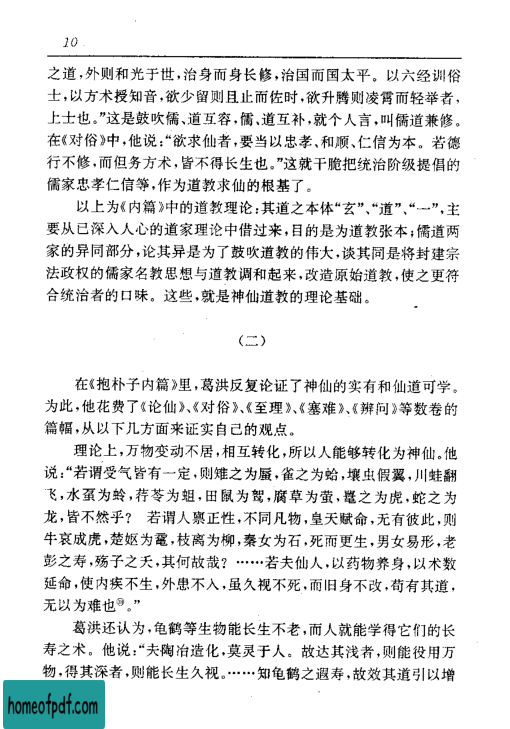 10
之道，外则和光于世，治身而身长修，治国而国太平。以六经训俗
士，以方术授知音，欲少留则且止而佐时，欲升腾则凌霄而轻举者，
上士也。”这是鼓吹儒、道互容，儒、道互补，就个人言，叫儒道兼修。
在《对俗》中，他说：“欲求仙者，要当以忠孝、和顺、仁信为本。若德
行不修，而但务方术，皆不得长生也。”这就干脆把统治阶级提倡的
儒家忠孝仁信等，作为道教求仙的根基了。
以上为《内篇》中的道教理论：其道之本体“玄”、“道”、“一”，主
要从已深入人心的道家理论中借过来，目的是为道教张本；儒道两
家的异同部分，论其异是为了鼓吹道教的伟大，谈其同是将封建宗
法政权的儒家名教思想与道教调和起来，改造原始道教，使之更符
合统治者的口味。这些，就是神仙道教的理论基础。
（二）
在《抱朴子内篇》里，葛洪反复论证了神仙的实有和仙道可学。
为此，他花费了《论仙》、《对俗》、《至理》、《塞难》、《辨问》等数卷的
篇幅，从以下几方面来证实自己的观点。
理论上，万物变动不居，相互转化，所以人能够转化为神仙。他
说：“若谓受气皆有一定，则雉之为蜃，雀之为蛤，壤虫假翼，川蛙翻
飞，水虿为蛉，荇苓为蛆，田鼠为鴽，腐草为萤，鼍之为虎，蛇之为
龙，皆不然乎？　若谓人禀正性，不同凡物，皇天赋命，无有彼此，则
牛哀成虎，楚妪为鼋，枝离为柳，秦女为石，死而更生，男女易形，老
彭之寿，殇子之夭，其何故哉？……若夫仙人，以药物养身，以术数
延命，使内疾不生，外患不入，虽久视不死，而旧身不改，苟有其道，
无以为难也⑲。”
葛洪还认为，龟鹤等生物能长生不老，而人就能学得它们的长
寿之术。他说：“夫陶冶造化，莫灵于人。故达其浅者，则能役用万
物，得其深者，则能长生久视。……知龟鹤之遐寿，故效其道引以增
homeofpdf.com